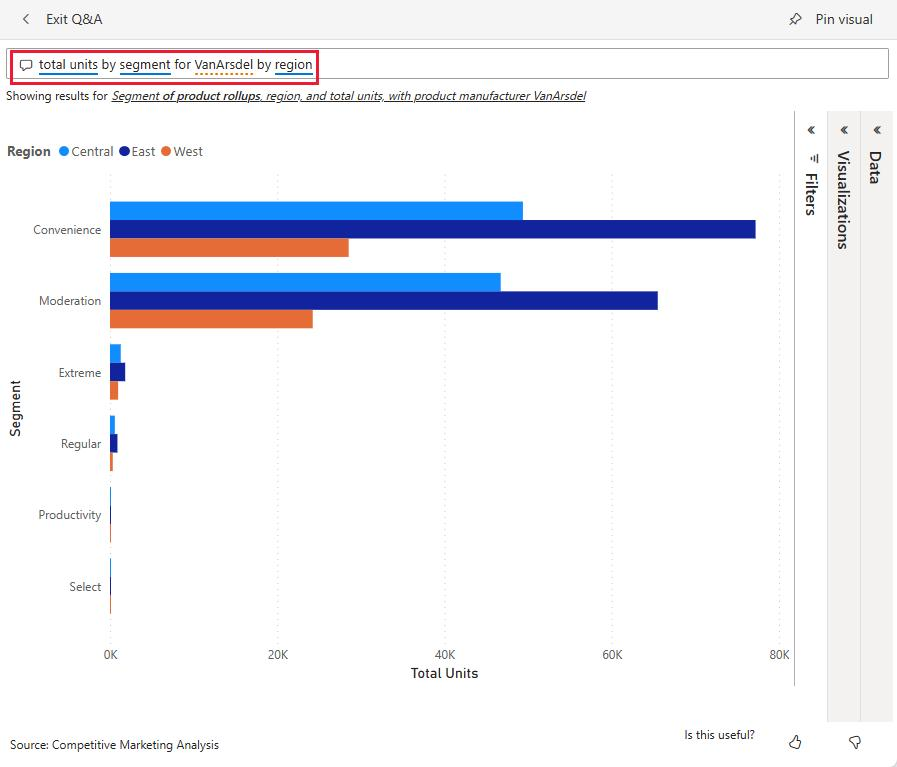 Exit Q&A
Pin visual
total units by segment for VanArsdel by region
Showing results for Segment of product rollups, region, and total units, with product manufacturer VanArsdel
Region Central East West
Convenience
Moderation
Extreme
Regular
Productivity
Select
Segment
0K 20K 40K 60K 80K
Total Units
Filters
Visualizations
Data
Is this useful?
Source: Competitive Marketing Analysis